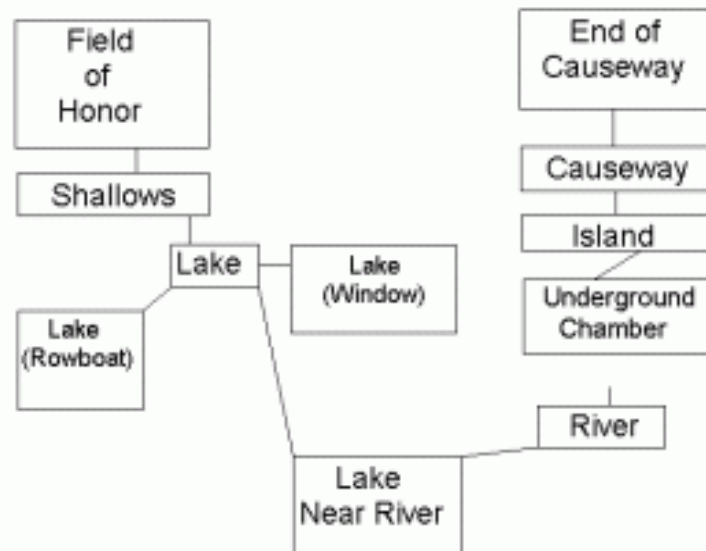 Field
of
Honor
End of
Causeway
Shallows
Causeway
Lake
Lake
(Window)
Island
Lake
(Rowboat)
Underground
Chamber
River
Lake
Near River